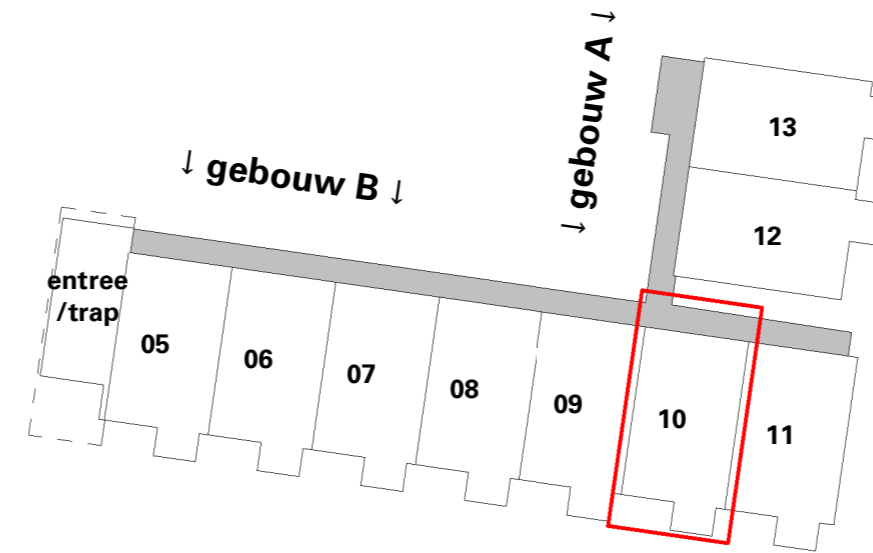 → gebouw A →
↓ gebouw B ↓
13
12
entree
/trap
05
06
07
08
09
10
11